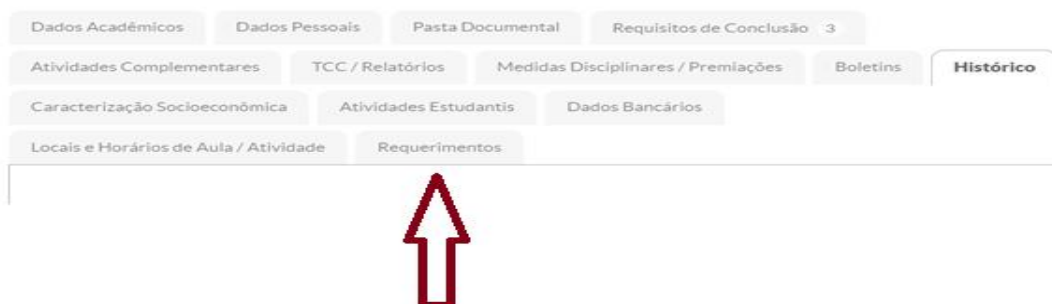 Dados Acadêmicos Dados Pessoais Pasta Documental Requisitos de Conclusão 3
Atividades Complementares TCC / Relatórios Medidas Disciplinares / Premiações Boletins Histórico
Caracterização Socioeconômica Atividades Estudantis Dados Bancários
Locais e Horários de Aula / Atividade Requerimentos